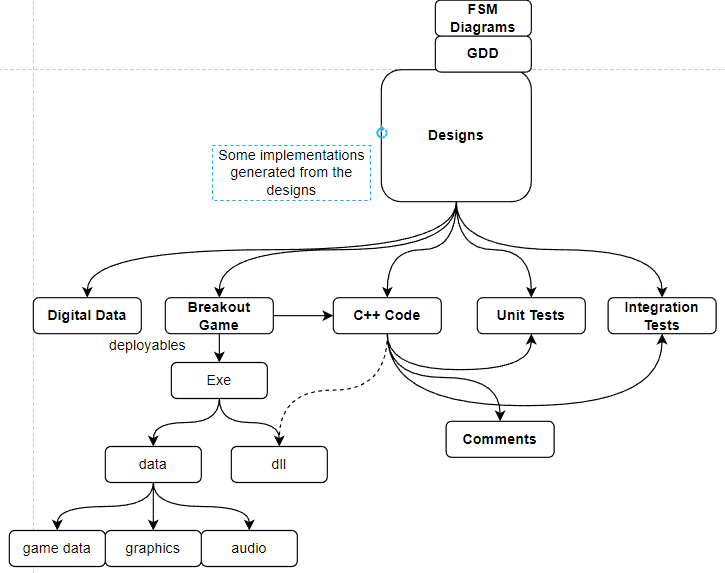 FSM
Diagrams
GDD
Designs
Some implementations
generated from the
designs
Digital Data
Breakout
Game
C++ Code
Unit Tests
Integration
Tests
deployables
Exe
Comments
data
dll
game data
graphics
audio